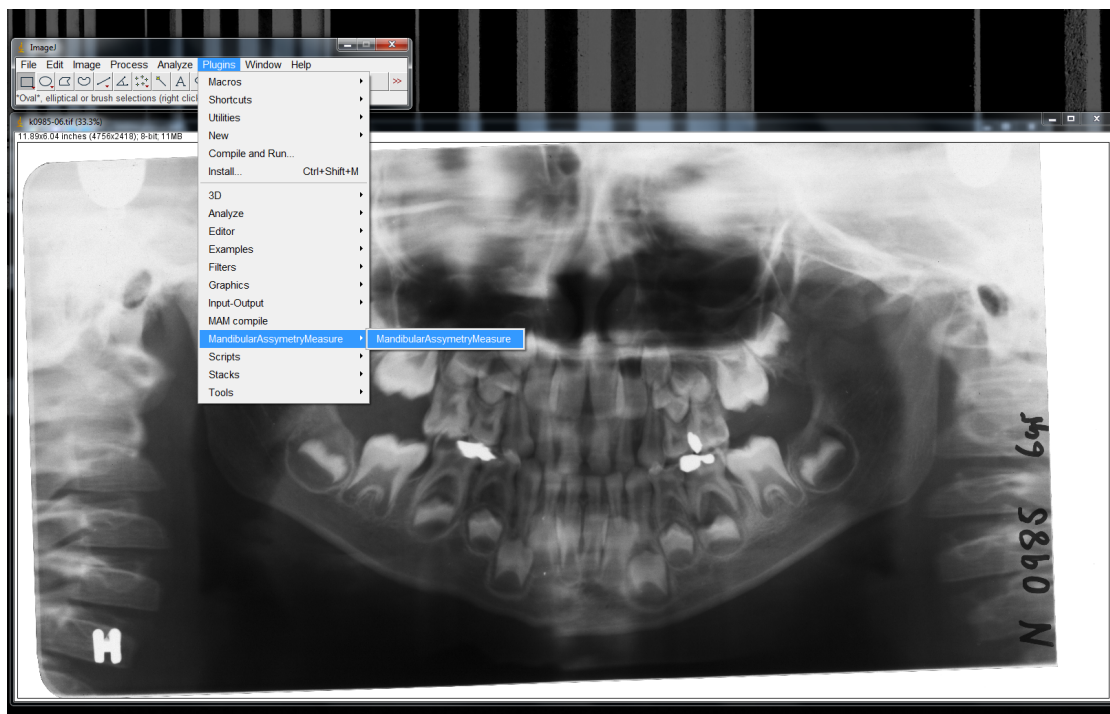 ImageJ
File Edit Image Process Analyze Plugins Window Help
A >>
*Oval*, elliptical or brush selections (right clic
Macros
Shortcuts
Utilities
New
Compile and Run...
Install... Ctrl+Shift+M
3D
Analyze
Editor
Examples
Filters
Graphics
Input-Output
MAM compile
MandibularAssymetryMeasure MandibularAssymetryMeasure
Scripts
Stacks
Tools
k0985-06.tif (33.3%)
11.89x6.04 inches (4756x2418); 8-bit; 11MB
N 0985 6yr
H